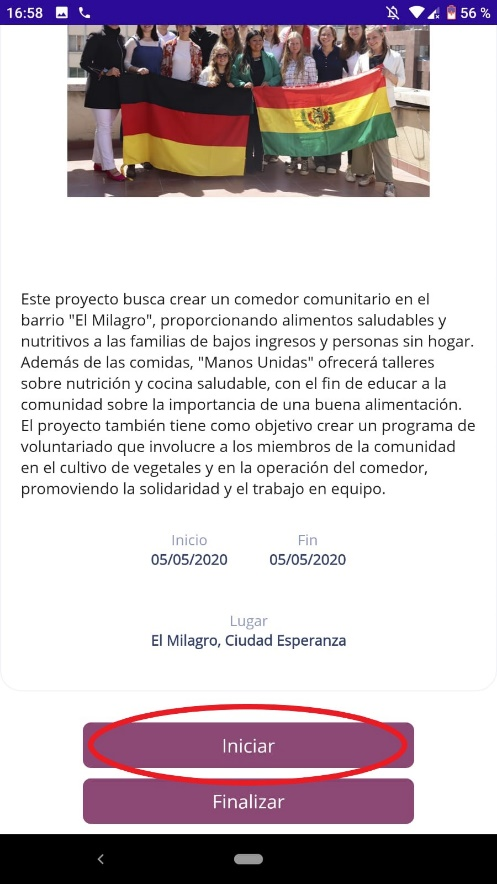 16:58
56 %
Este proyecto busca crear un comedor comunitario en el
barrio "El Milagro", proporcionando alimentos saludables y
nutritivos a las familias de bajos ingresos y personas sin hogar.
Además de las comidas, "Manos Unidas" ofrecerá talleres
sobre nutrición y cocina saludable, con el fin de educar a la
comunidad sobre la importancia de una buena alimentación.
El proyecto también tiene como objetivo crear un programa de
voluntariado que involucre a los miembros de la comunidad
en el cultivo de vegetales y en la operación del comedor,
promoviendo la solidaridad y el trabajo en equipo.
Inicio Fin
05/05/2020 05/05/2020
Lugar
El Milagro, Ciudad Esperanza
Iniciar
Finalizar